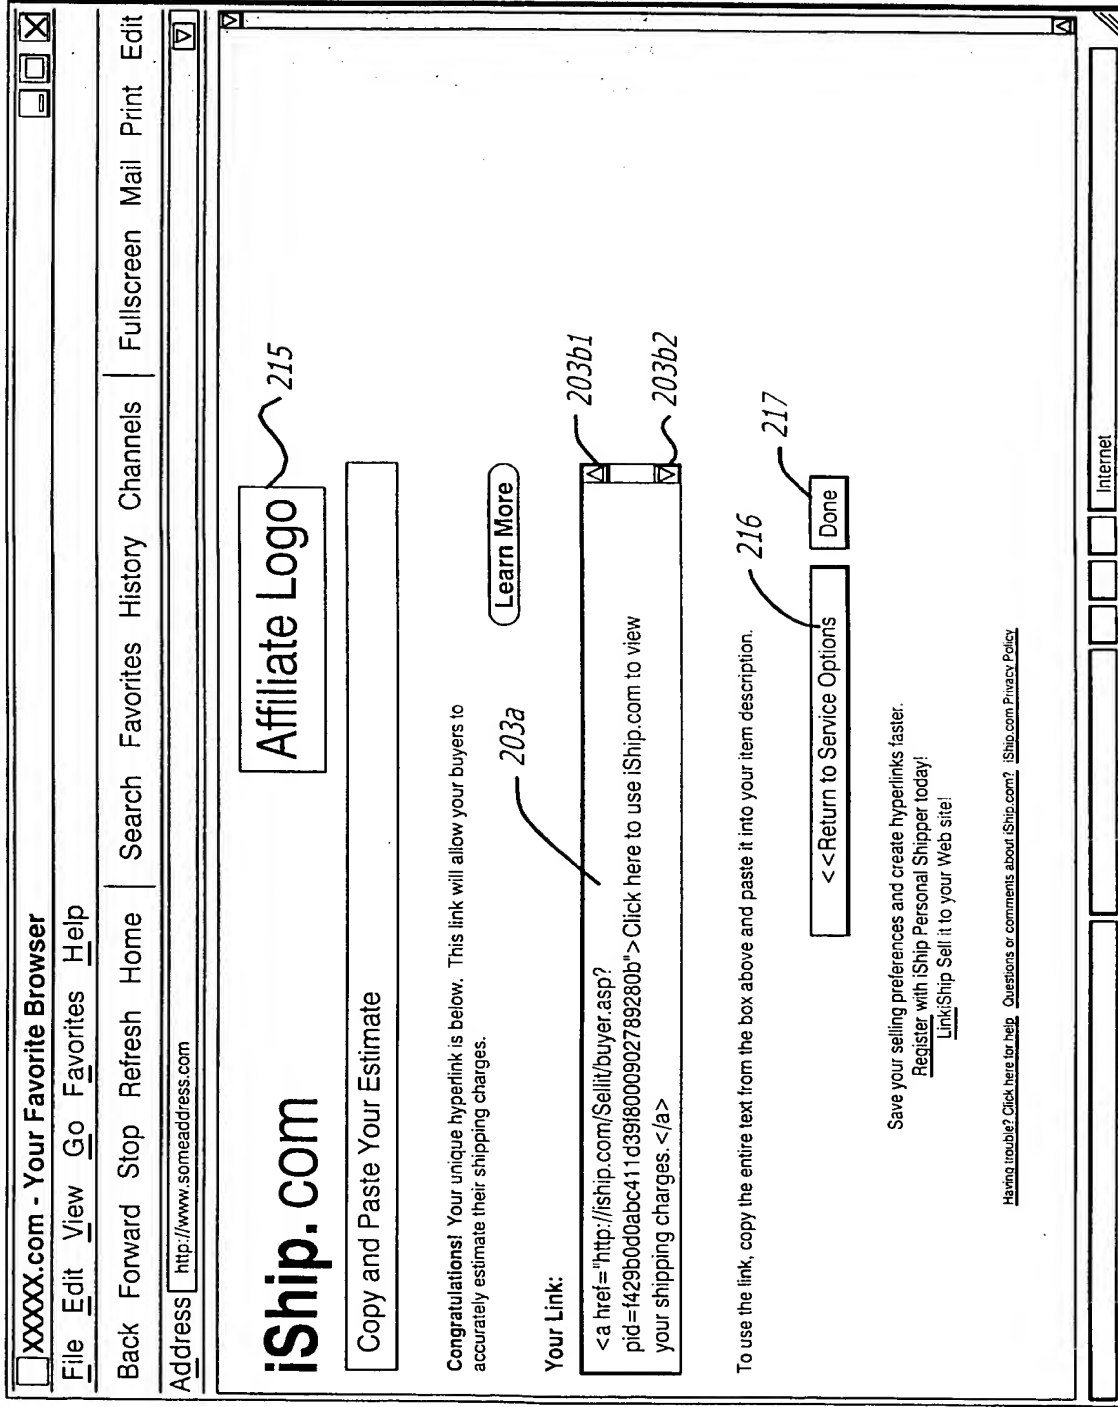 XXXXX.com - Your Favorite Browser
File Edit View Go Favorites Help
Back Forward Stop Refresh Home Search Favorites History Channels Fullscreen Mail Print Edit
Address http://www.someaddress.com
iShip.com
Affiliate Logo
215
Copy and Paste Your Estimate
Congratulations! Your unique hyperlink is below. This link will allow your buyers to
accurately estimate their shipping charges.
Learn More
Your Link:
203a
<a href="http://iship.com/Sellit/buyer.asp?
pid=f429b0d0abc411d39f8000902789280b">Click here to use iShip.com to view
your shipping charges.</a>
203b1
203b2
To use the link, copy the entire text from the box above and paste it into your item description.
216
217
<<Return to Service Options
Done
Save your selling preferences and create hyperlinks faster.
Register with iShip Personal Shipper today!
LinkiShip Sell it to your Web site!
Having trouble? Click here for help Questions or comments about iShip.com? iShip.com Privacy Policy
Internet